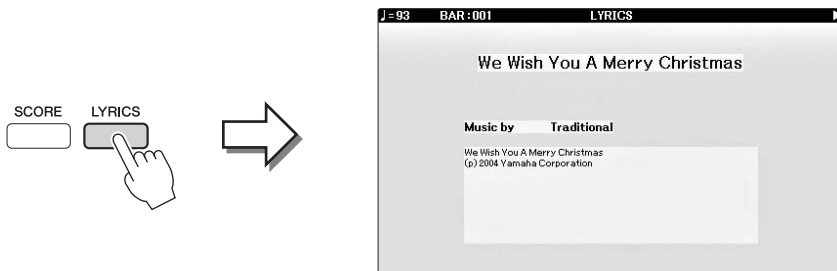 ♩= 93 BAR : 001 LYRICS
We Wish You A Merry Christmas
SCORE LYRICS
Music by Traditional
We Wish You A Merry Christmas
(p) 2004 Yamaha Corporation